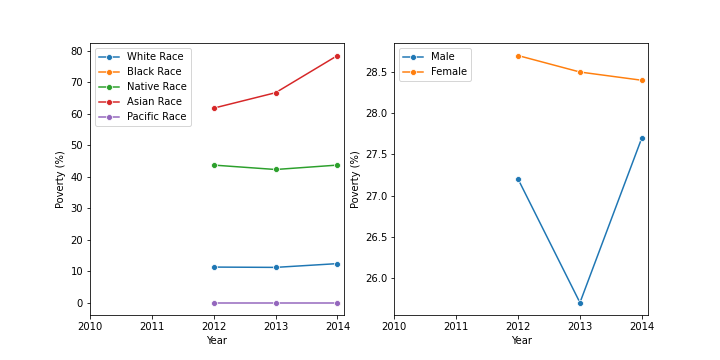 White Race
Black Race
Native Race
Asian Race
Pacific Race
80
70
60
50
40
30
20
10
0
Poverty (%)
2010 2011 2012 2013 2014
Year
Male
Female
28.5
28.0
27.5
27.0
26.5
26.0
Poverty (%)
2010 2011 2012 2013 2014
Year